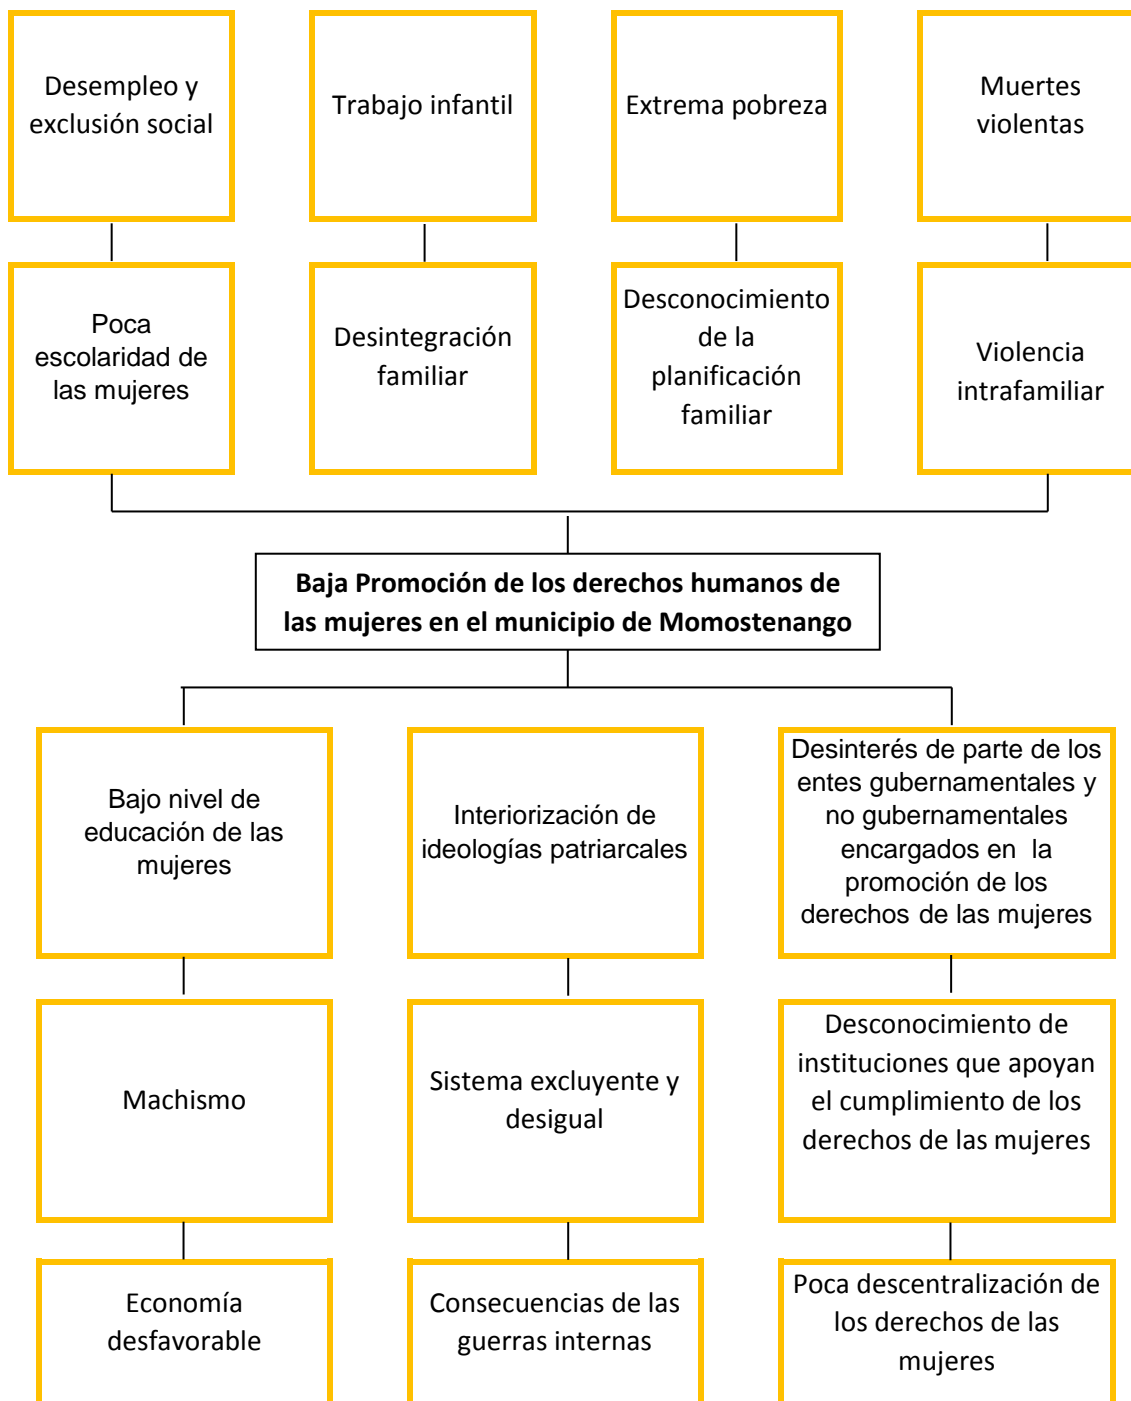 Desempleo y
exclusión social
Trabajo infantil
Extrema pobreza
Muertes
violentas
Poca
escolaridad de
las mujeres
Desintegración
familiar
Desconocimiento
de la
planificación
familiar
Violencia
intrafamiliar
Baja Promoción de los derechos humanos de
las mujeres en el municipio de Momostenango
Bajo nivel de
educación de las
mujeres
Interiorización de
ideologías patriarcales
Desinterés de parte de los
entes gubernamentales y
no gubernamentales
encargados en la
promoción de los
derechos de las mujeres
Machismo
Sistema excluyente y
desigual
Desconocimiento de
instituciones que apoyan
el cumplimiento de los
derechos de las mujeres
Economía
desfavorable
Consecuencias de las
guerras internas
Poca descentralización de
los derechos de las
mujeres